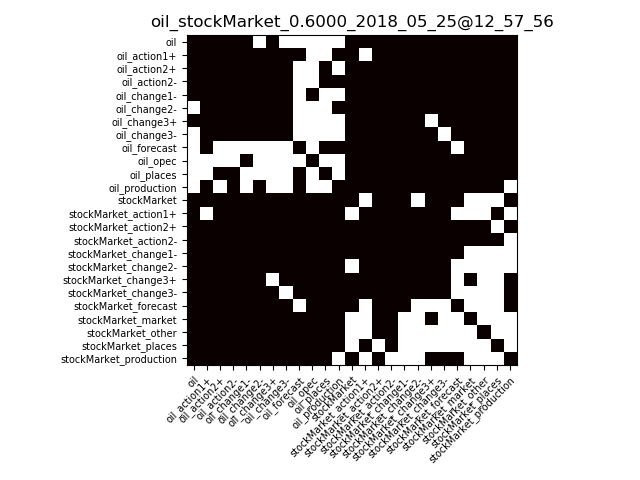 oil_stockMarket_0.6000_2018_05_25@12_57_56
oil
oil_action1+
oil_action2+
oil_action2-
oil_change1-
oil_change2-
oil_change3+
oil_change3-
oil_forecast
oil_opec
oil_places
oil_production
stockMarket
stockMarket_action1+
stockMarket_action2+
stockMarket_action2-
stockMarket_change1-
stockMarket_change2-
stockMarket_change3+
stockMarket_change3-
stockMarket_forecast
stockMarket_market
stockMarket_other
stockMarket_places
stockMarket_production
oil
oil_action1+
oil_action2+
oil_action2-
oil_change1-
oil_change2-
oil_change3+
oil_change3-
oil_forecast
oil_opec
oil_places
oil_production
stockMarket
stockMarket_action1+
stockMarket_action2+
stockMarket_action2-
stockMarket_change1-
stockMarket_change2-
stockMarket_change3+
stockMarket_change3-
stockMarket_forecast
stockMarket_market
stockMarket_other
stockMarket_places
stockMarket_production